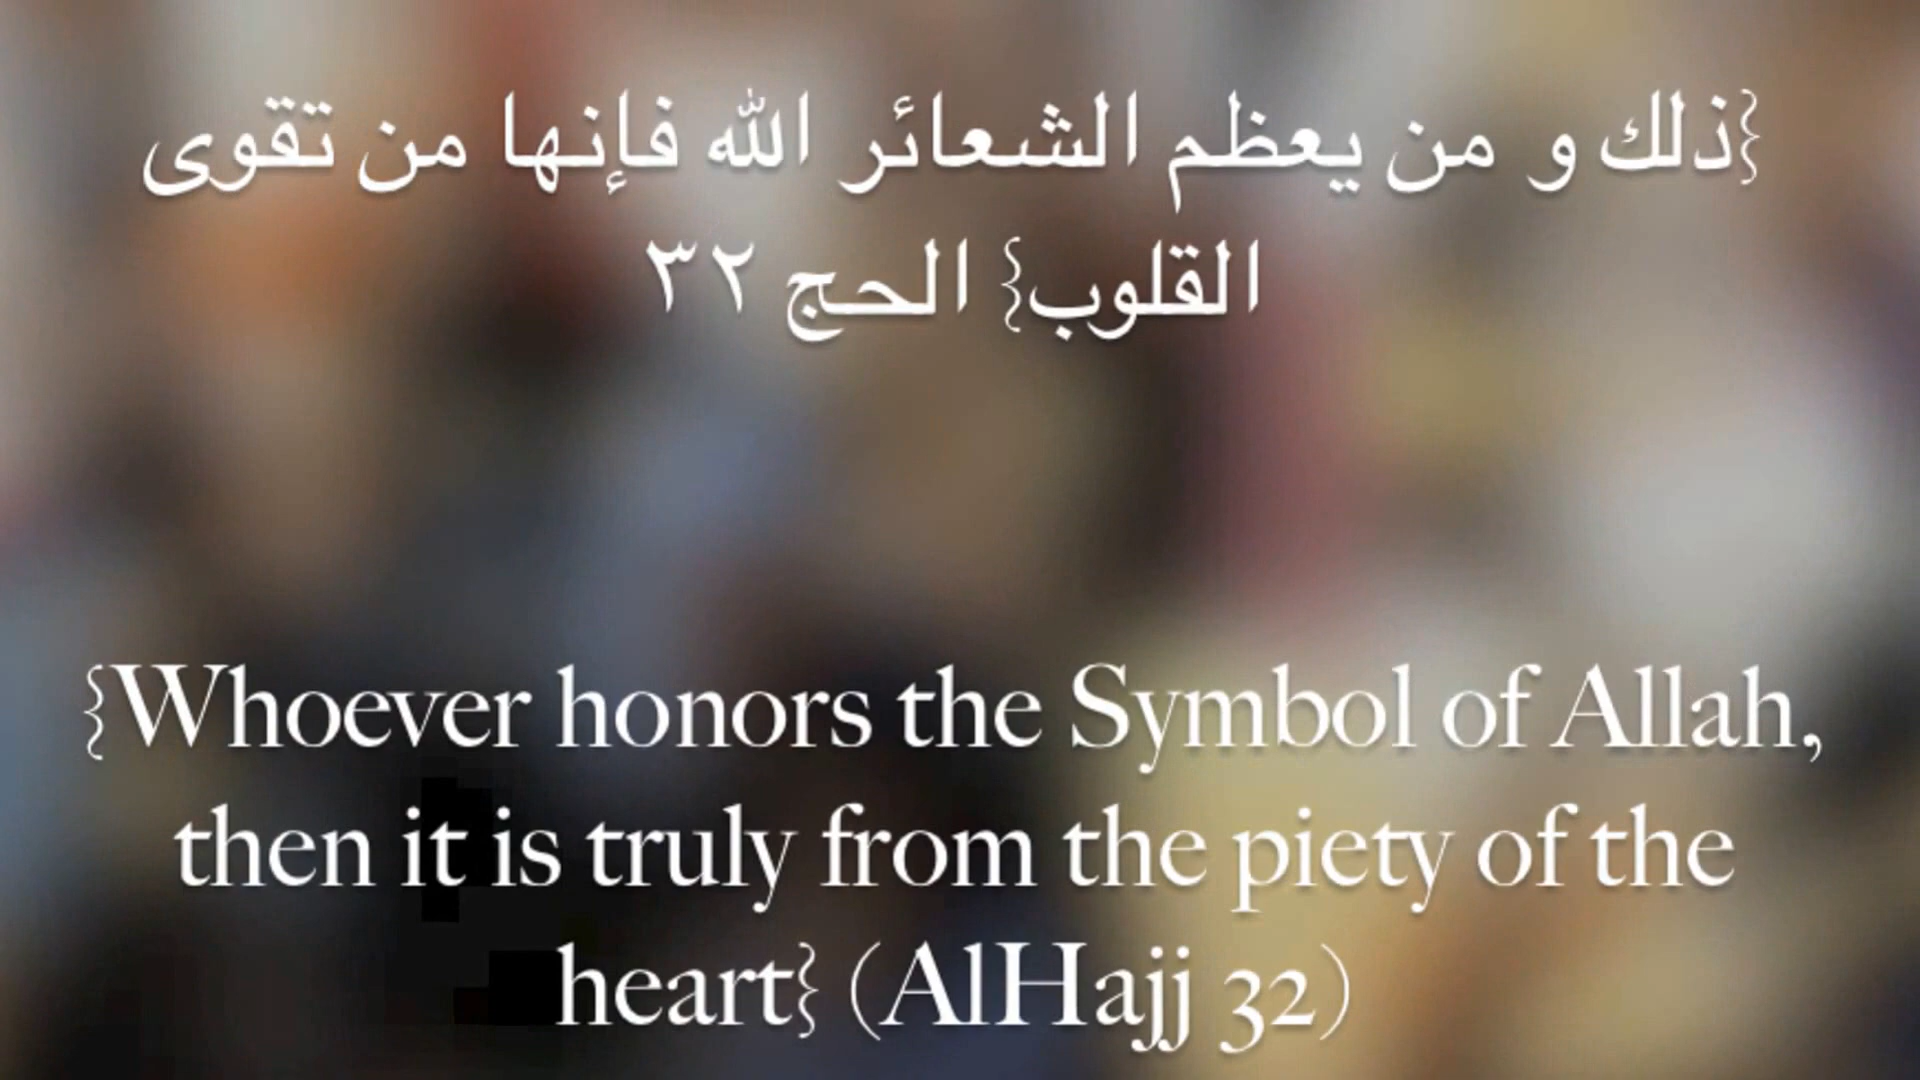 {ذلك و من يعظم الشعائر الله فإنها من تقوى
القلوب} الحج ٣٢
{Whoever honors the Symbol of Allah,
then it is truly from the piety of the
heart} (AlHajj 32)